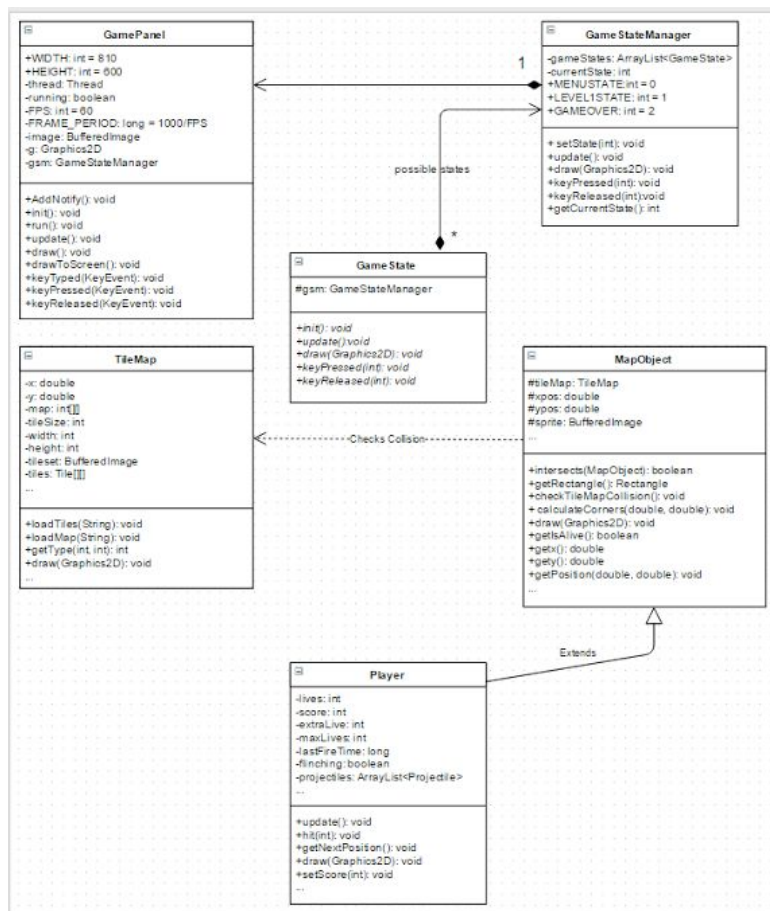 GamePanel
+WIDTH: int = 810
+HEIGHT: int = 600
-thread: Thread
-running: boolean
-FPS: int = 60
-FRAME_PERIOD: long = 1000/FPS
-image: BufferedImage
-g: Graphics2D
-gsm: GameStateManager
+AddNotify(): void
+init(): void
+run(): void
+update(): void
+draw(): void
+drawToScreen(): void
+keyTyped(KeyEvent): void
+keyPressed(KeyEvent): void
+keyReleased(KeyEvent): void
1
GameStateManager
-gameStates: ArrayList<GameState>
-currentState: int
+MENUSTATE:int = 0
+LEVEL1STATE: int = 1
+GAMEOVER: int = 2
+ setState(int): void
+update(): void
+draw(Graphics2D): void
+keyPressed(int): void
+keyReleased(int):void
+getCurrentState(): int
possible states
*
GameState
#gsm: GameStateManager
+init(): void
+update():void
+draw(Graphics2D): void
+keyPressed(int): void
+keyReleased(int): void
TileMap
-x: double
-y: double
-map: int[][]
-tileSize: int
-width: int
-height: int
-tileset: BufferedImage
-tiles: Tile[][]
...
+loadTiles(String): void
+loadMap(String): void
+getType(int, int): int
+draw(Graphics2D): void
...
Checks Collision
MapObject
#tileMap: TileMap
#xpos: double
#ypos: double
#sprite: BufferedImage
...
+intersects(MapObject): boolean
+getRectangle(): Rectangle
+checkTileMapCollision(): void
+ calculateCorners(double, double): void
+draw(Graphics2D): void
+getIsAlive(): boolean
+getx(): double
+gety(): double
+getPosition(double, double): void
...
Extends
Player
-lives: int
-score: int
-extraLive: int
-maxLives: int
-lastFireTime: long
-flinching: boolean
-projectiles: ArrayList<Projectile>
...
+update(): void
+hit(int): void
+getNextPosition(): void
+draw(Graphics2D): void
+setScore(int): void
...